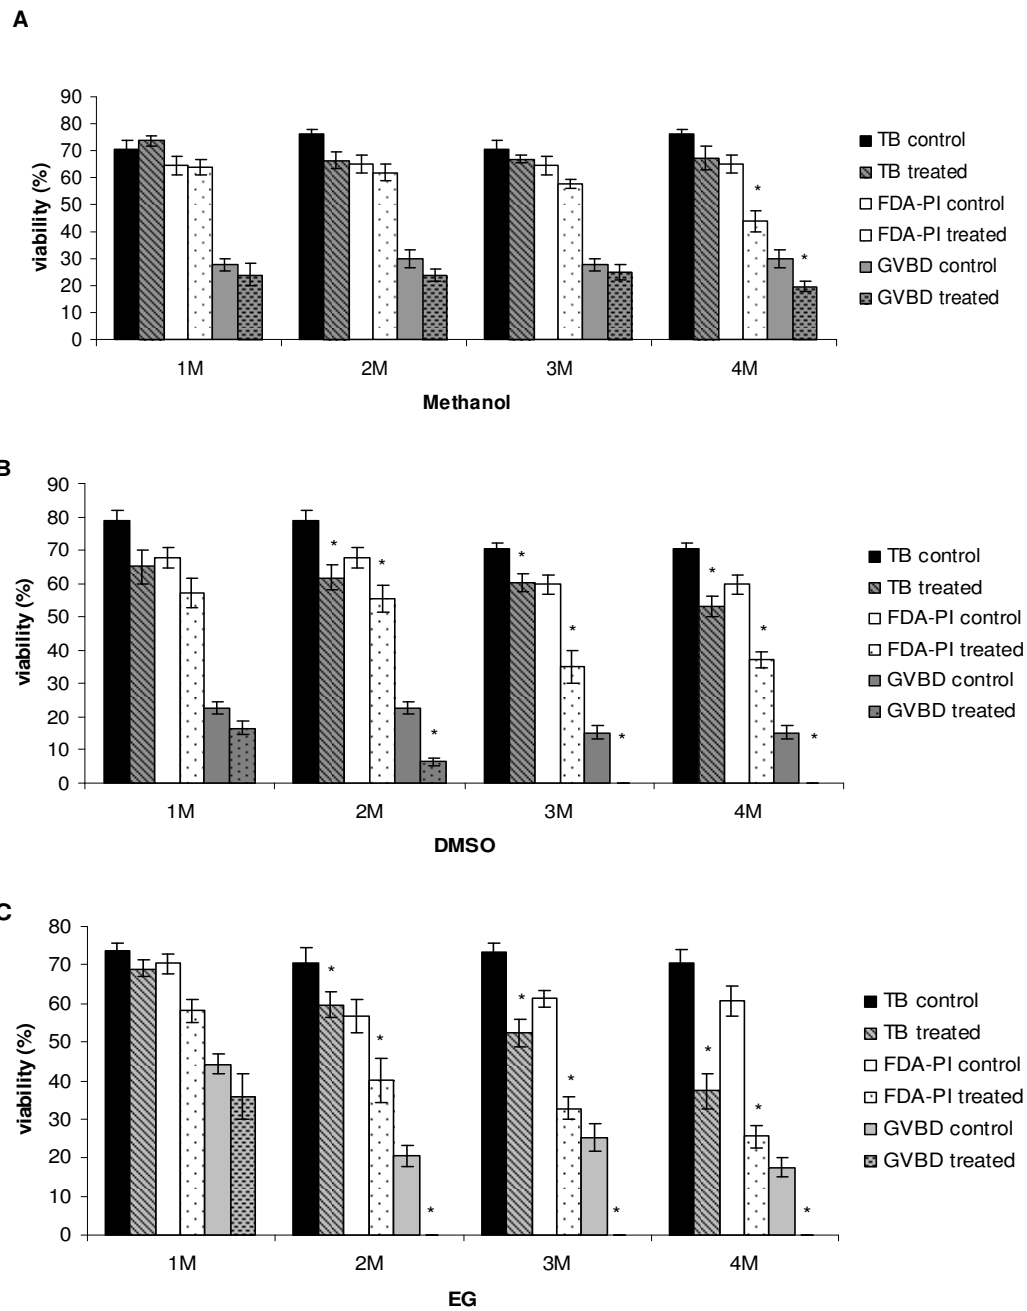 A
viability (%)
90
80
70
60
50
40
30
20
10
0
* *
1M 2M 3M 4M
Methanol
TB control
TB treated
FDA-PI control
FDA-PI treated
GVBD control
GVBD treated
B
viability (%)
90
80
70
60
50
40
30
20
10
0
* * * * * * * * *
1M 2M 3M 4M
DMSO
TB control
TB treated
FDA-PI control
FDA-PI treated
GVBD control
GVBD treated
C
viability (%)
80
70
60
50
40
30
20
10
0
* * * * * * * * *
1M 2M 3M 4M
EG
TB control
TB treated
FDA-PI control
FDA-PI treated
GVBD control
GVBD treated